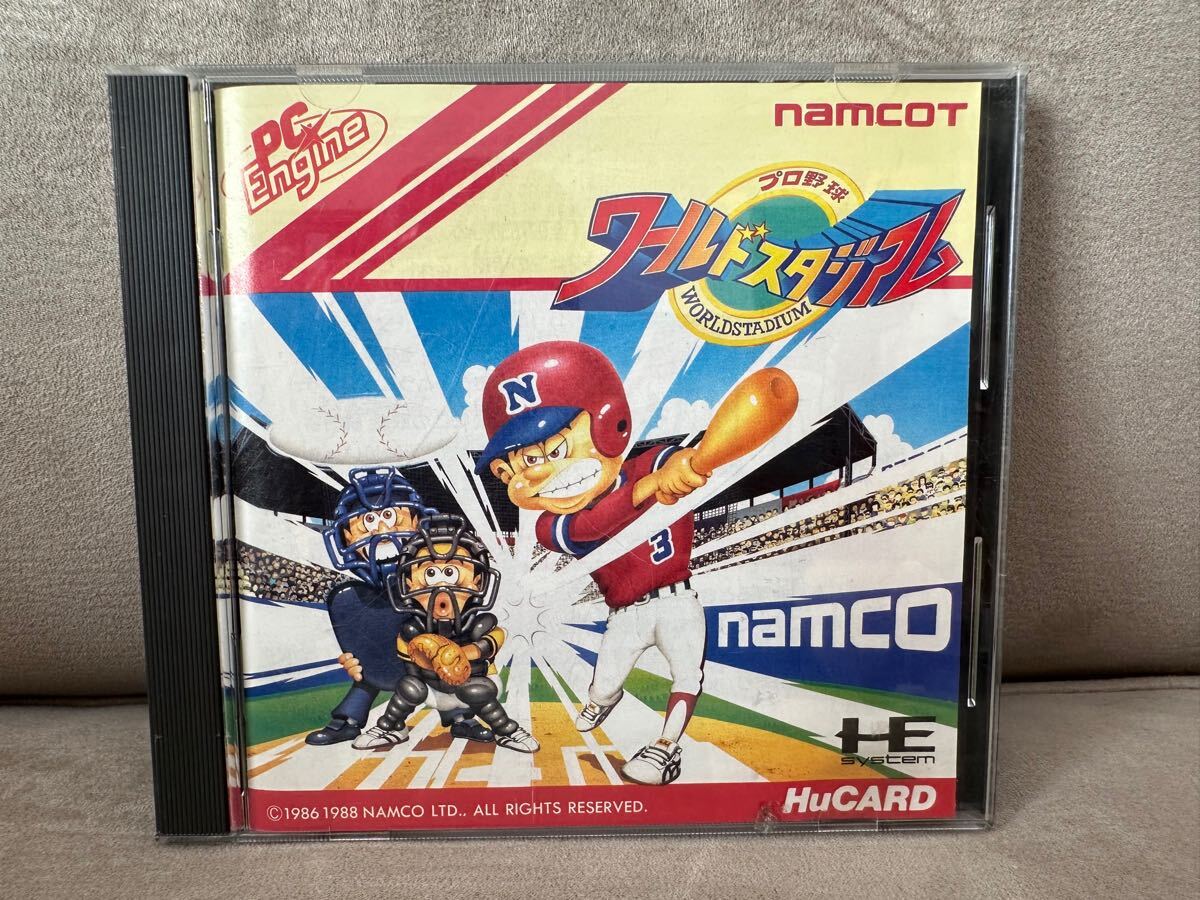 PC Engine
namcoT
プロ野球
ワールドスタジアム
WORLDSTADIUM
N
3
namco
HE
system
©1986 1988 NAMCO LTD., ALL RIGHTS RESERVED.
HuCARD